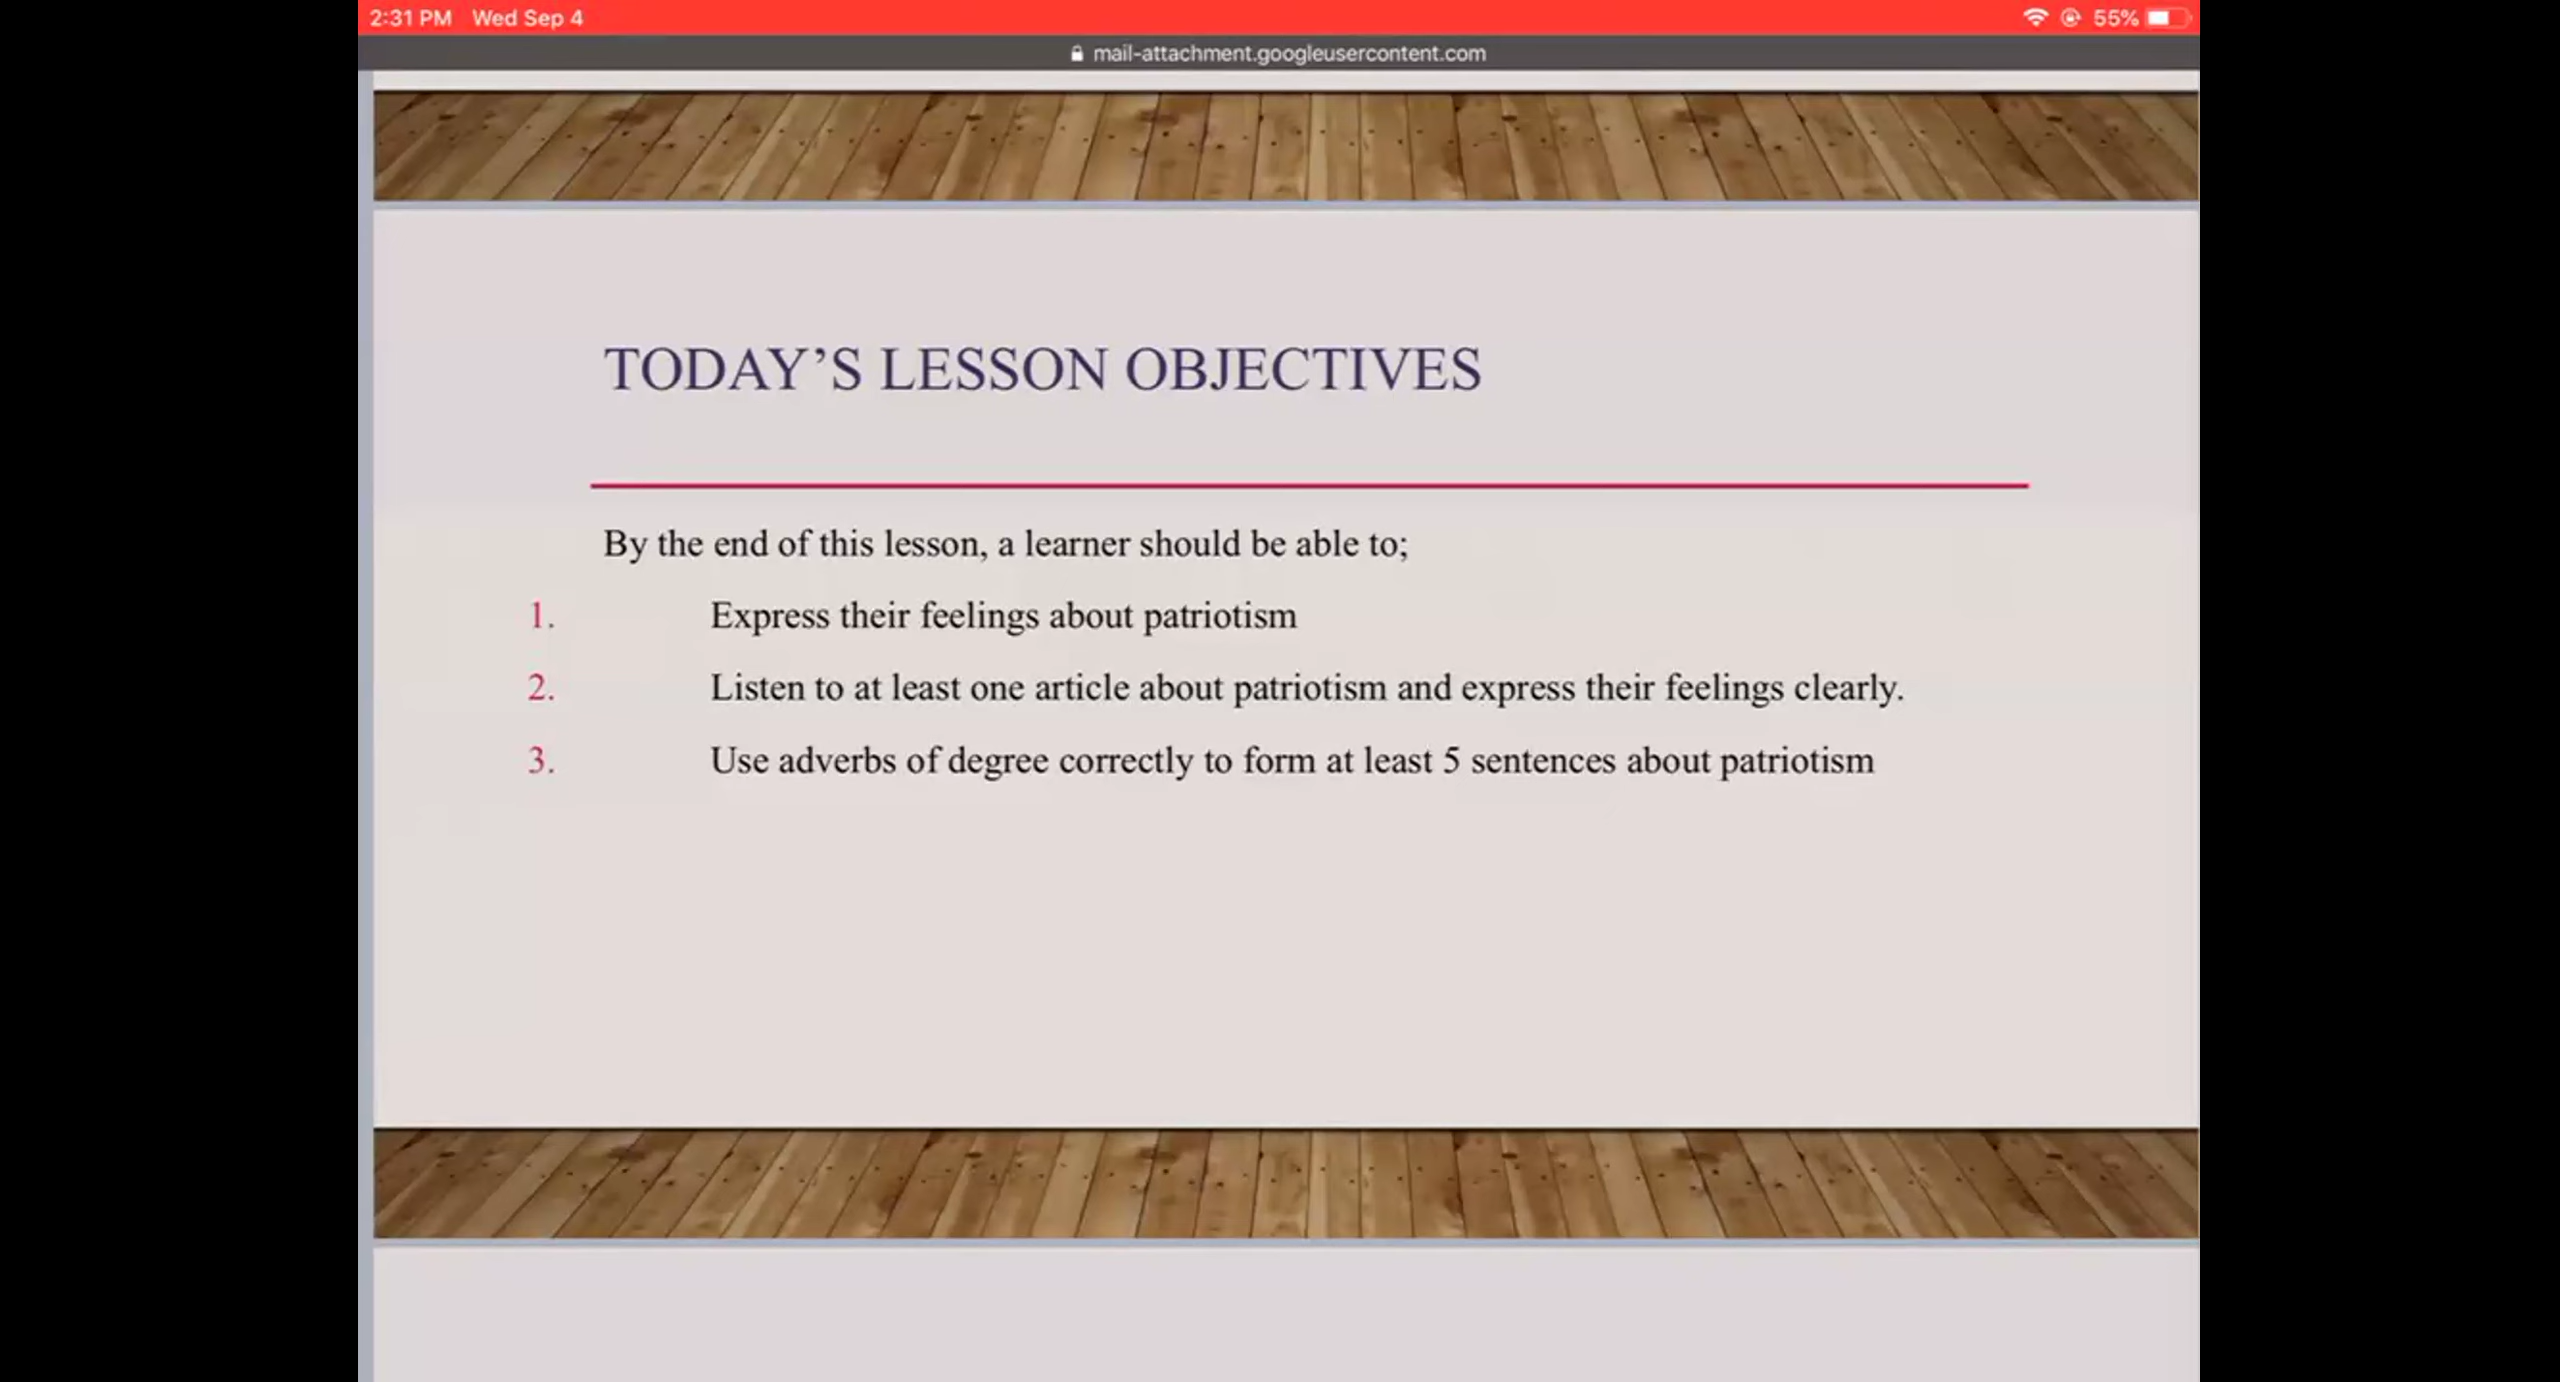 2:31 PM Wed Sep 4 55%
mail-attachment.googleusercontent.com
TODAY’S LESSON OBJECTIVES
By the end of this lesson, a learner should be able to;
1. Express their feelings about patriotism
2. Listen to at least one article about patriotism and express their feelings clearly.
3. Use adverbs of degree correctly to form at least 5 sentences about patriotism